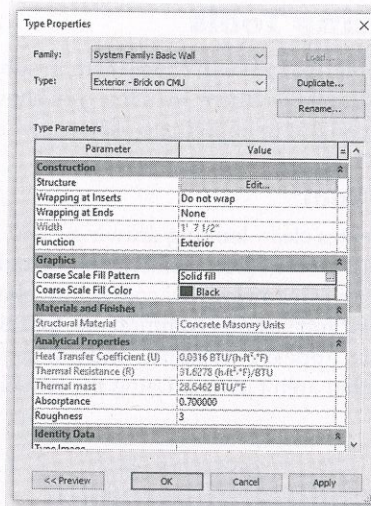 Type Properties
Family: System Family: Basic Wall Load...
Type: Exterior - Brick on CMU Duplicate...
Rename...
Type Parameters
Parameter Value =
Construction
Structure Edit...
Wrapping at Inserts Do not wrap
Wrapping at Ends None
Width 1' 7 1/2"
Function Exterior
Graphics
Coarse Scale Fill Pattern Solid fill
Coarse Scale Fill Color Black
Materials and Finishes
Structural Material Concrete Masonry Units
Analytical Properties
Heat Transfer Coefficient (U) 0.0316 BTU/(h·ft²·°F)
Thermal Resistance (R) 31.6278 (h·ft²·°F)/BTU
Thermal mass 28.6462 BTU/°F
Absorptance 0.700000
Roughness 3
Identity Data
Type Image
<< Preview OK Cancel Apply